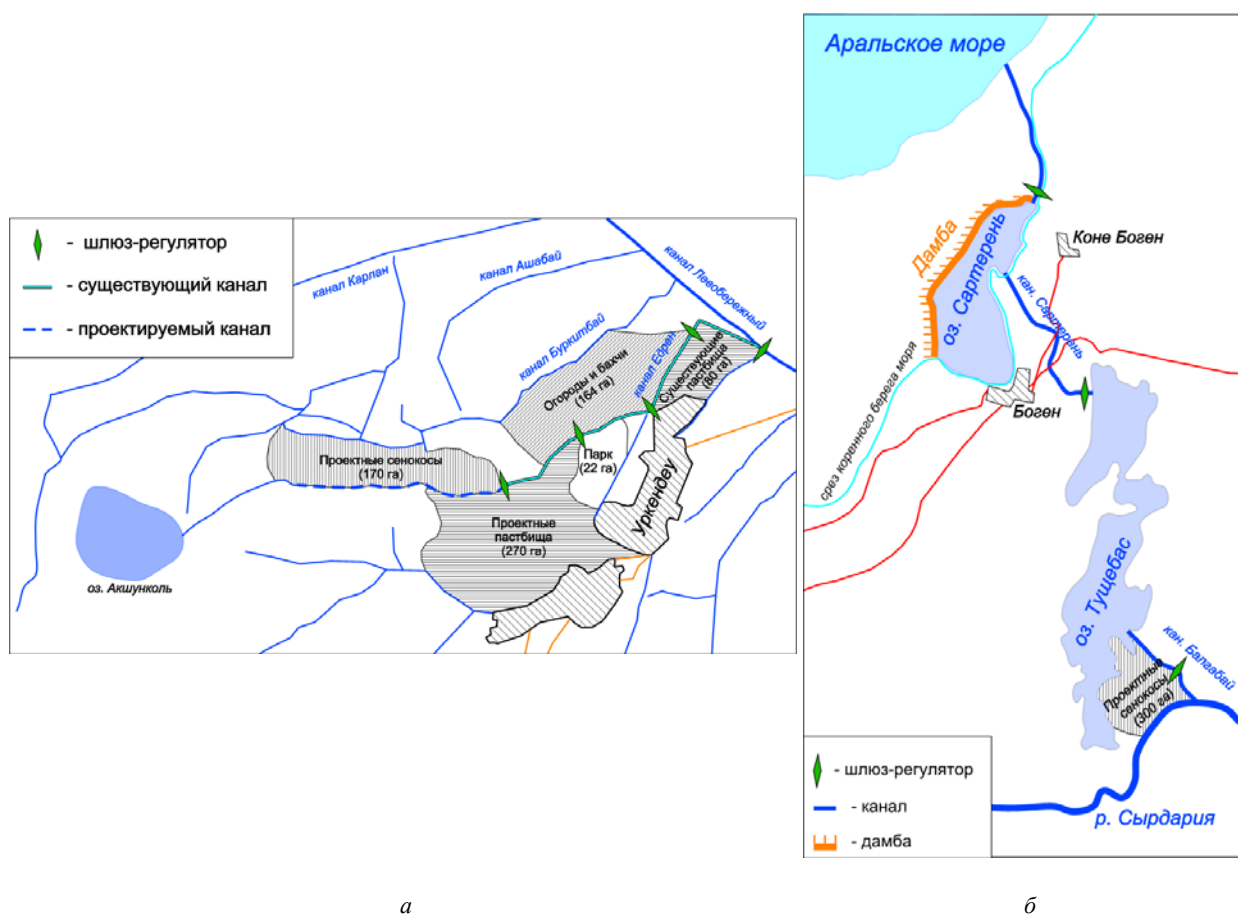 - шлюз-регулятор
- существующий канал
- проектируемый канал
канал Карлан
канал Ашабай
канал Левобережный
канал Буркитбай
канал Едрен
Огороды и бахчи
(164 га)
Существующие
пастбища
(80 га)
Проектные сенокосы
(170 га)
Парк
(22 га)
Уркендеу
Проектные
пастбища
(270 га)
оз. Акшунколь
а
Аральское море
Дамба
оз. Сартерень
Коне Боген
кан. Сартерень
срез коренного берега моря
Боген
оз. Тущебас
кан. Балгабай
Проектные
сенокосы
(300 га)
р. Сырдария
- шлюз-регулятор
- канал
- дамба
б